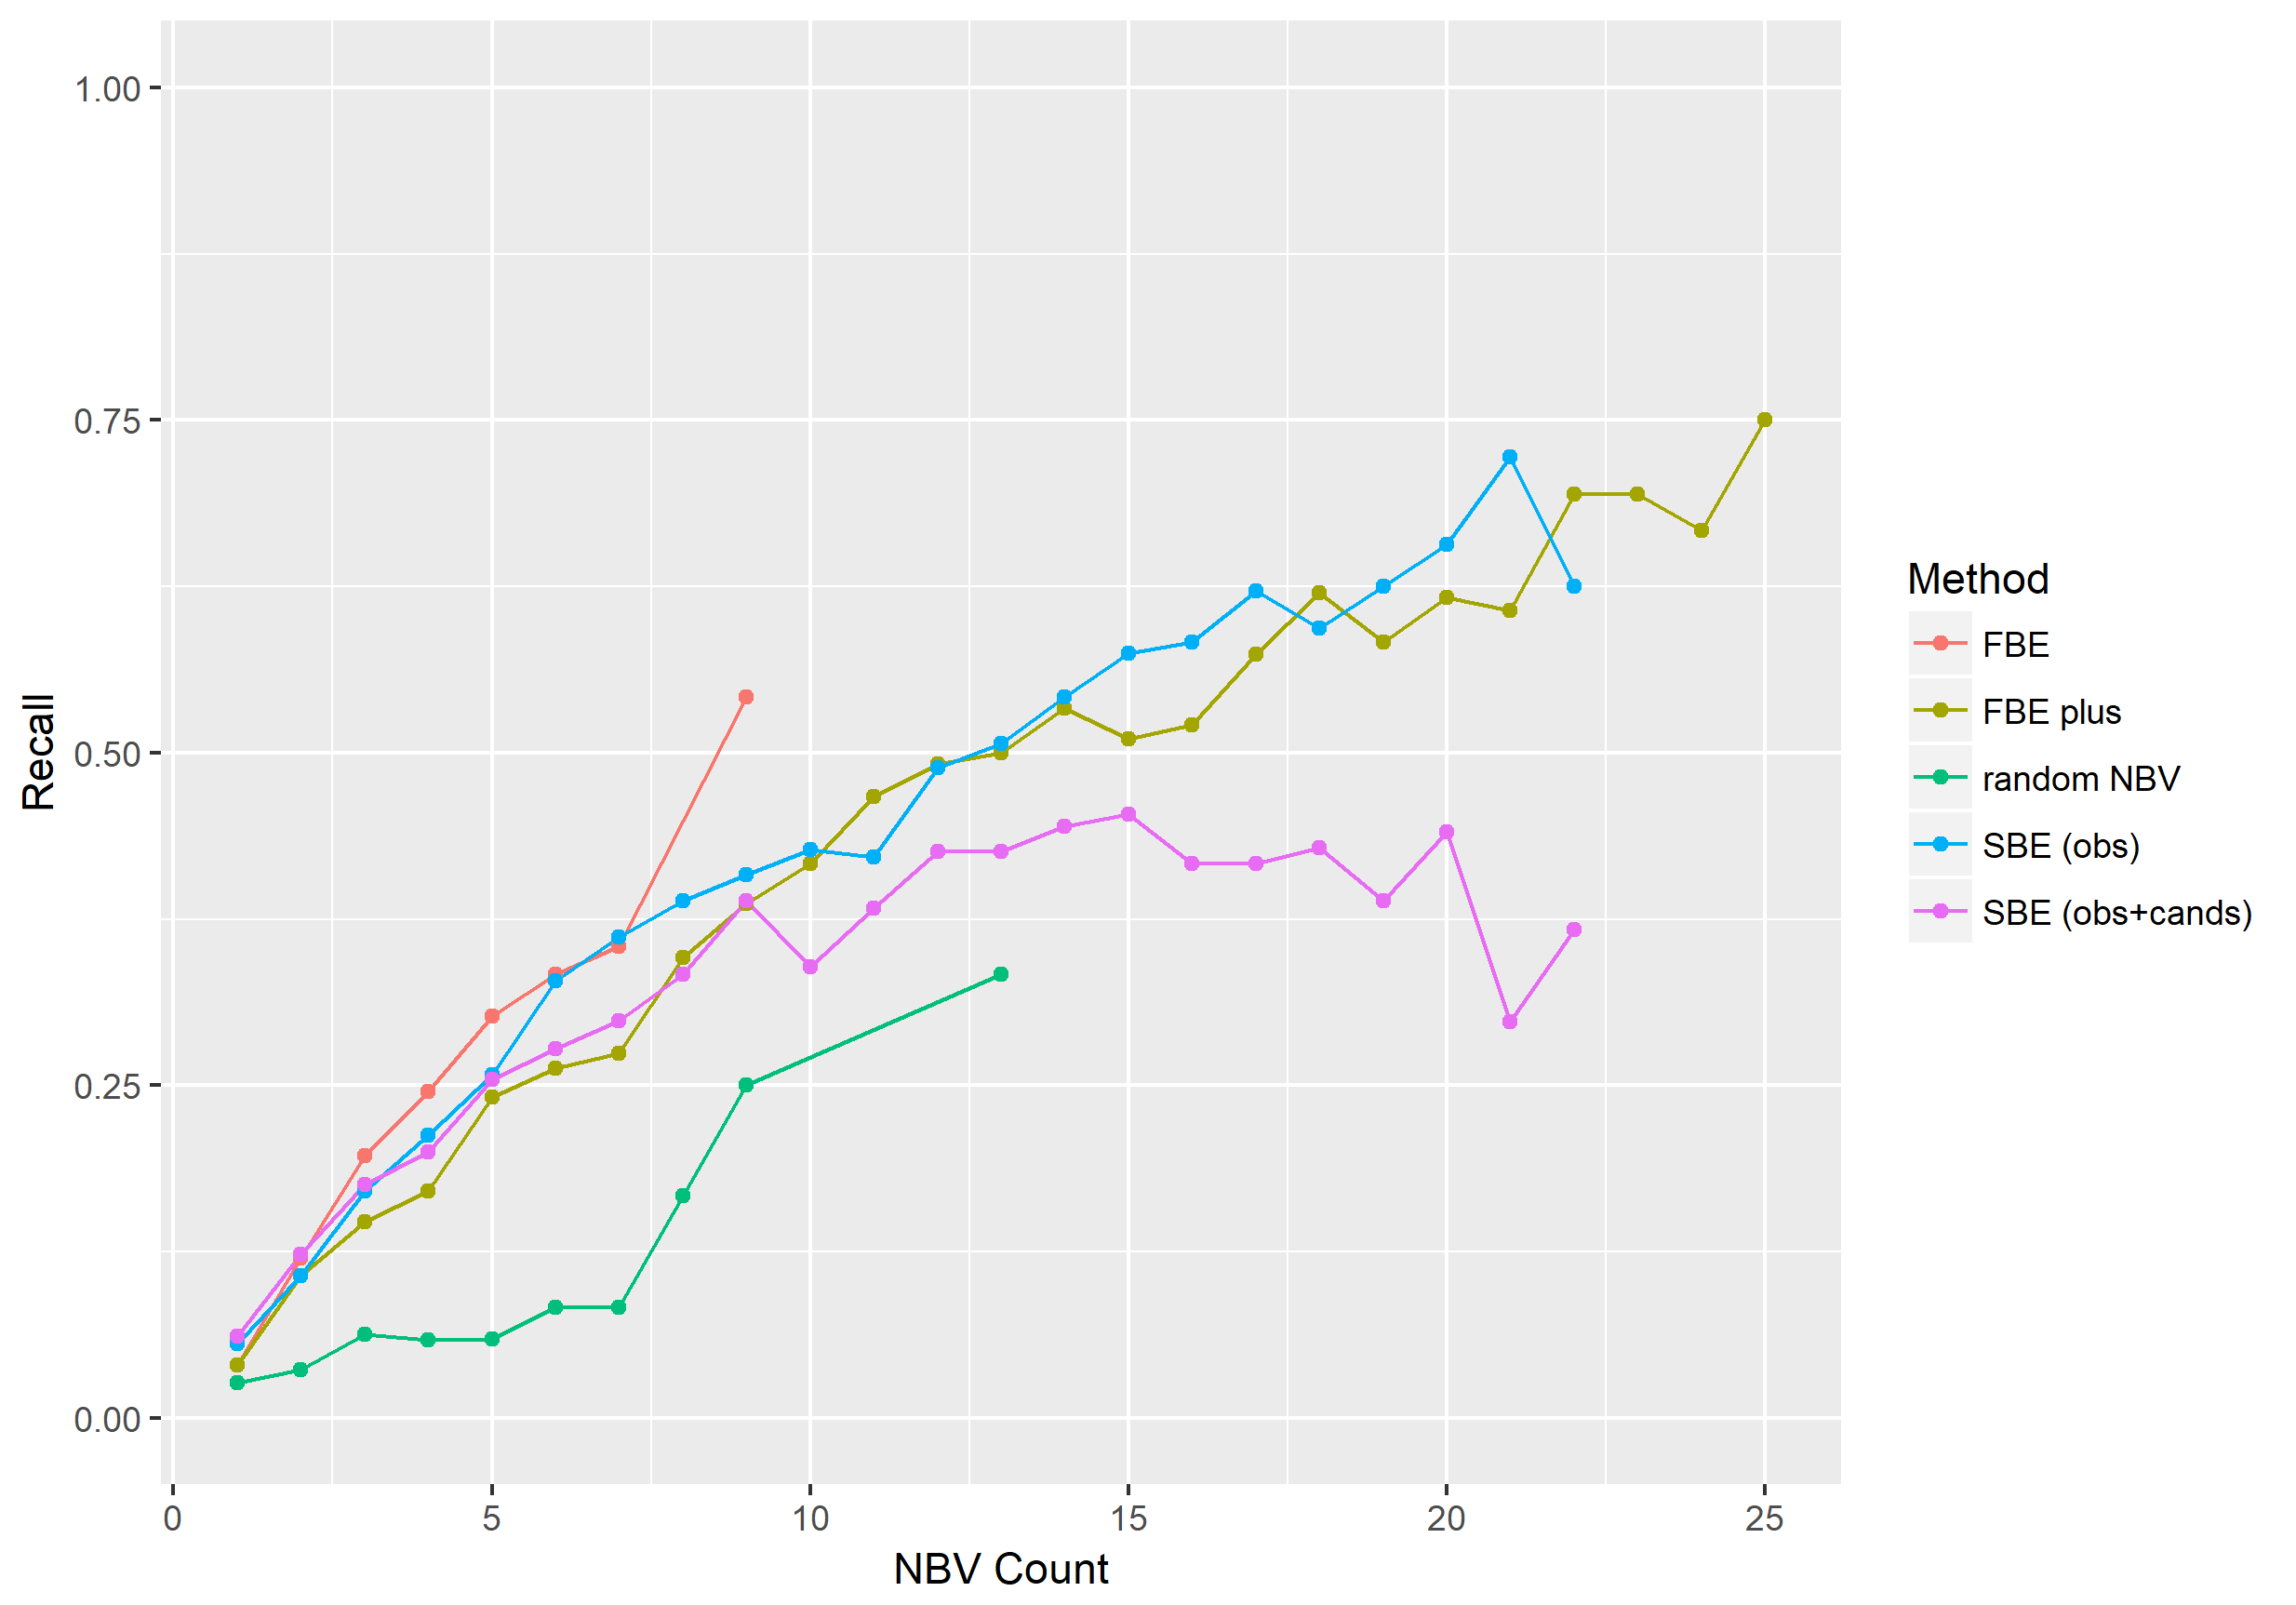 1.00
0.75
0.50
0.25
0.00
Recall
0
5
10
15
20
25
NBV Count
Method
FBE
FBE plus
random NBV
SBE (obs)
SBE (obs+cands)